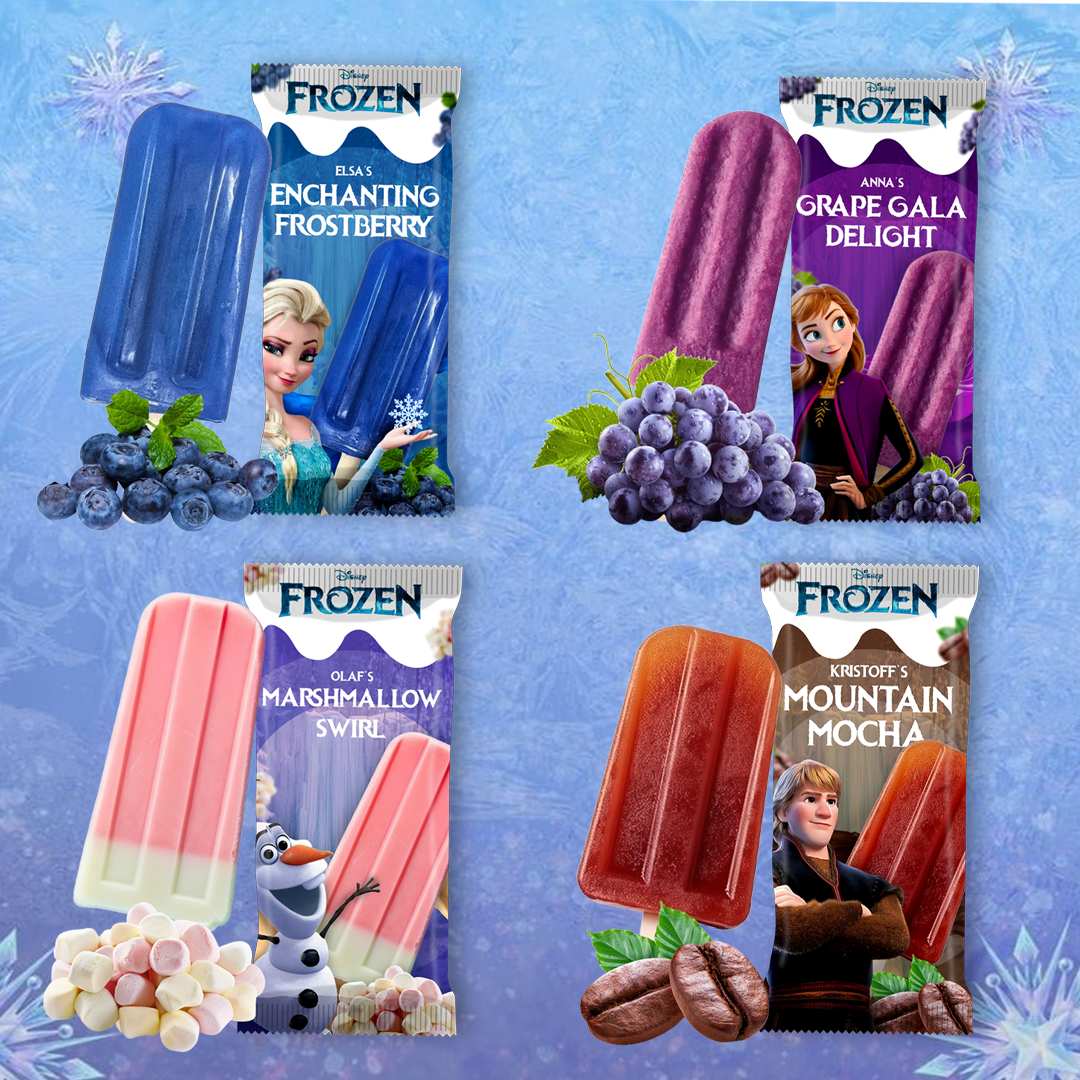 Disney
FROZEN
ELSA'S
ENCHANTING
FROSTBERRY
Disney
FROZEN
ANNA'S
GRAPE GALA
DELIGHT
Disney
FROZEN
OLAF'S
MARSHMALLOW
SWIRL
Disney
FROZEN
KRISTOFF'S
MOUNTAIN
MOCHA